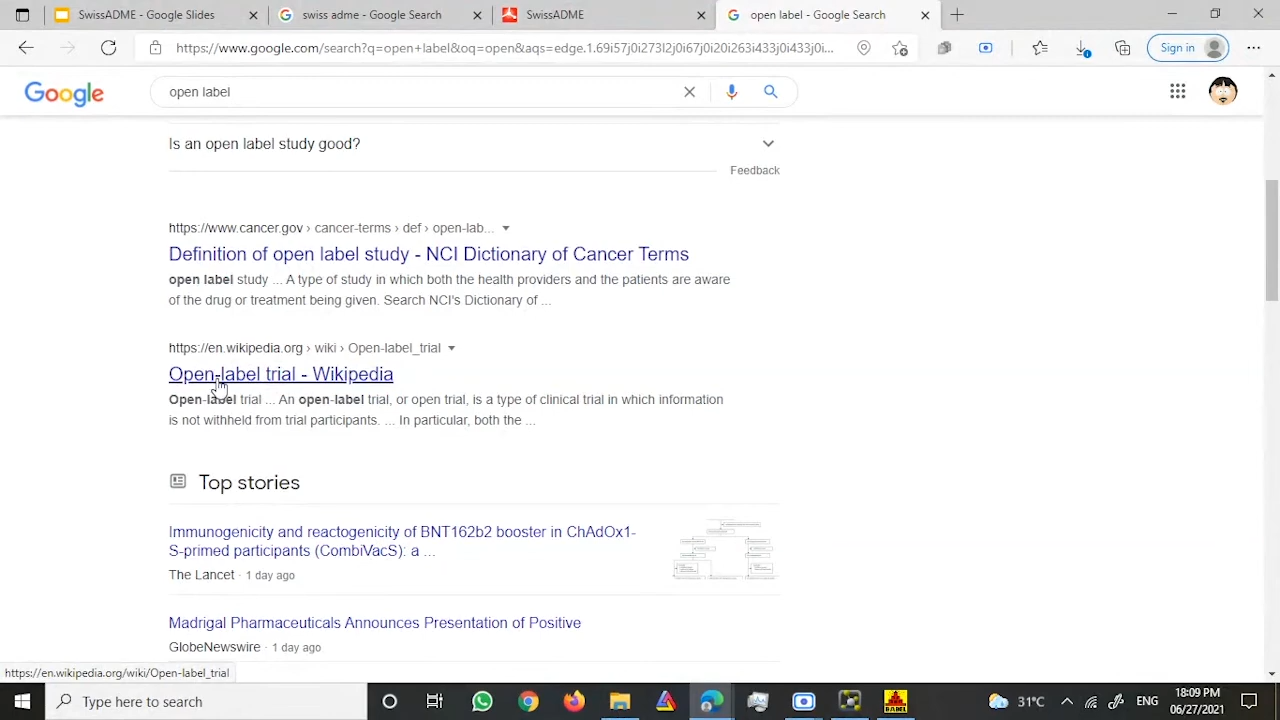 SwissADME - Google Slides
swiss adme - Google Search
SwissADME
open label - Google Search
https://www.google.com/search?q=open+label&oq=open&aqs=edge.1.69i57j0i273l2j0i67j0i20i263i433j0i433j0i...
Sign in
Google
open label
Is an open label study good?
Feedback
https://www.cancer.gov › cancer-terms › def › open-lab...
Definition of open label study - NCI Dictionary of Cancer Terms
open label study ... A type of study in which both the health providers and the patients are aware
of the drug or treatment being given. Search NCI's Dictionary of ...
https://en.wikipedia.org › wiki › Open-label_trial
Open-label trial - Wikipedia
Open-label trial ... An open-label trial, or open trial, is a type of clinical trial in which information
is not withheld from trial participants. ... In particular, both the ...
Top stories
Immunogenicity and reactogenicity of BNT162b2 booster in ChAdOx1-
S-primed participants (CombiVacS): a ...
The Lancet · 1 day ago
Madrigal Pharmaceuticals Announces Presentation of Positive
GlobeNewswire · 1 day ago
https://en.wikipedia.org/wiki/Open-label_trial
Type here to search
31°C
ENG
18:09 PM
06/27/2021
BABEL